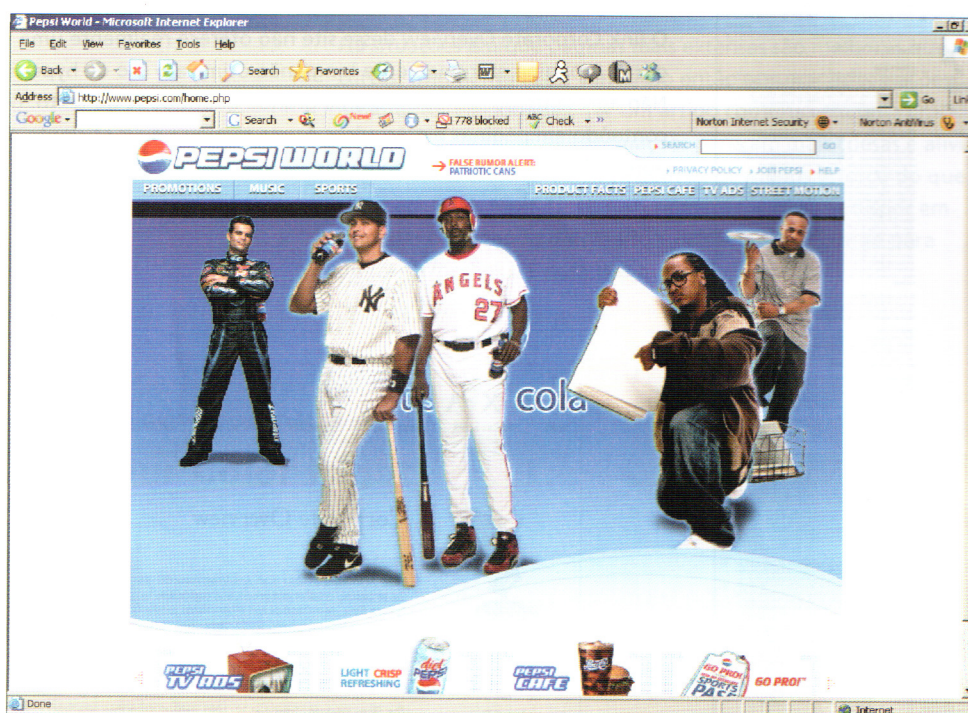 Pepsi World - Microsoft Internet Explorer
File Edit View Favorites Tools Help
Back Search Favorites
Address http://www.pepsi.com/home.php Go
Google Search New! 778 blocked ABC Check Norton Internet Security Norton AntiVirus
PEPSI WORLD
FALSE RUMOR ALERT:
PATRIOTIC CANS
SEARCH GO
PRIVACY POLICY JOIN PEPSI HELP
PROMOTIONS MUSIC SPORTS PRODUCT FACTS PEPSI CAFE TV ADS STREET MOTION
NY
ANGELS
27
cola
PEPSI
TV ADS
LIGHT CRISP
REFRESHING
diet
PEPSI
PEPSI
CAFE
GO PRO!
SPORTS
PASS
GO PRO!
Done Internet